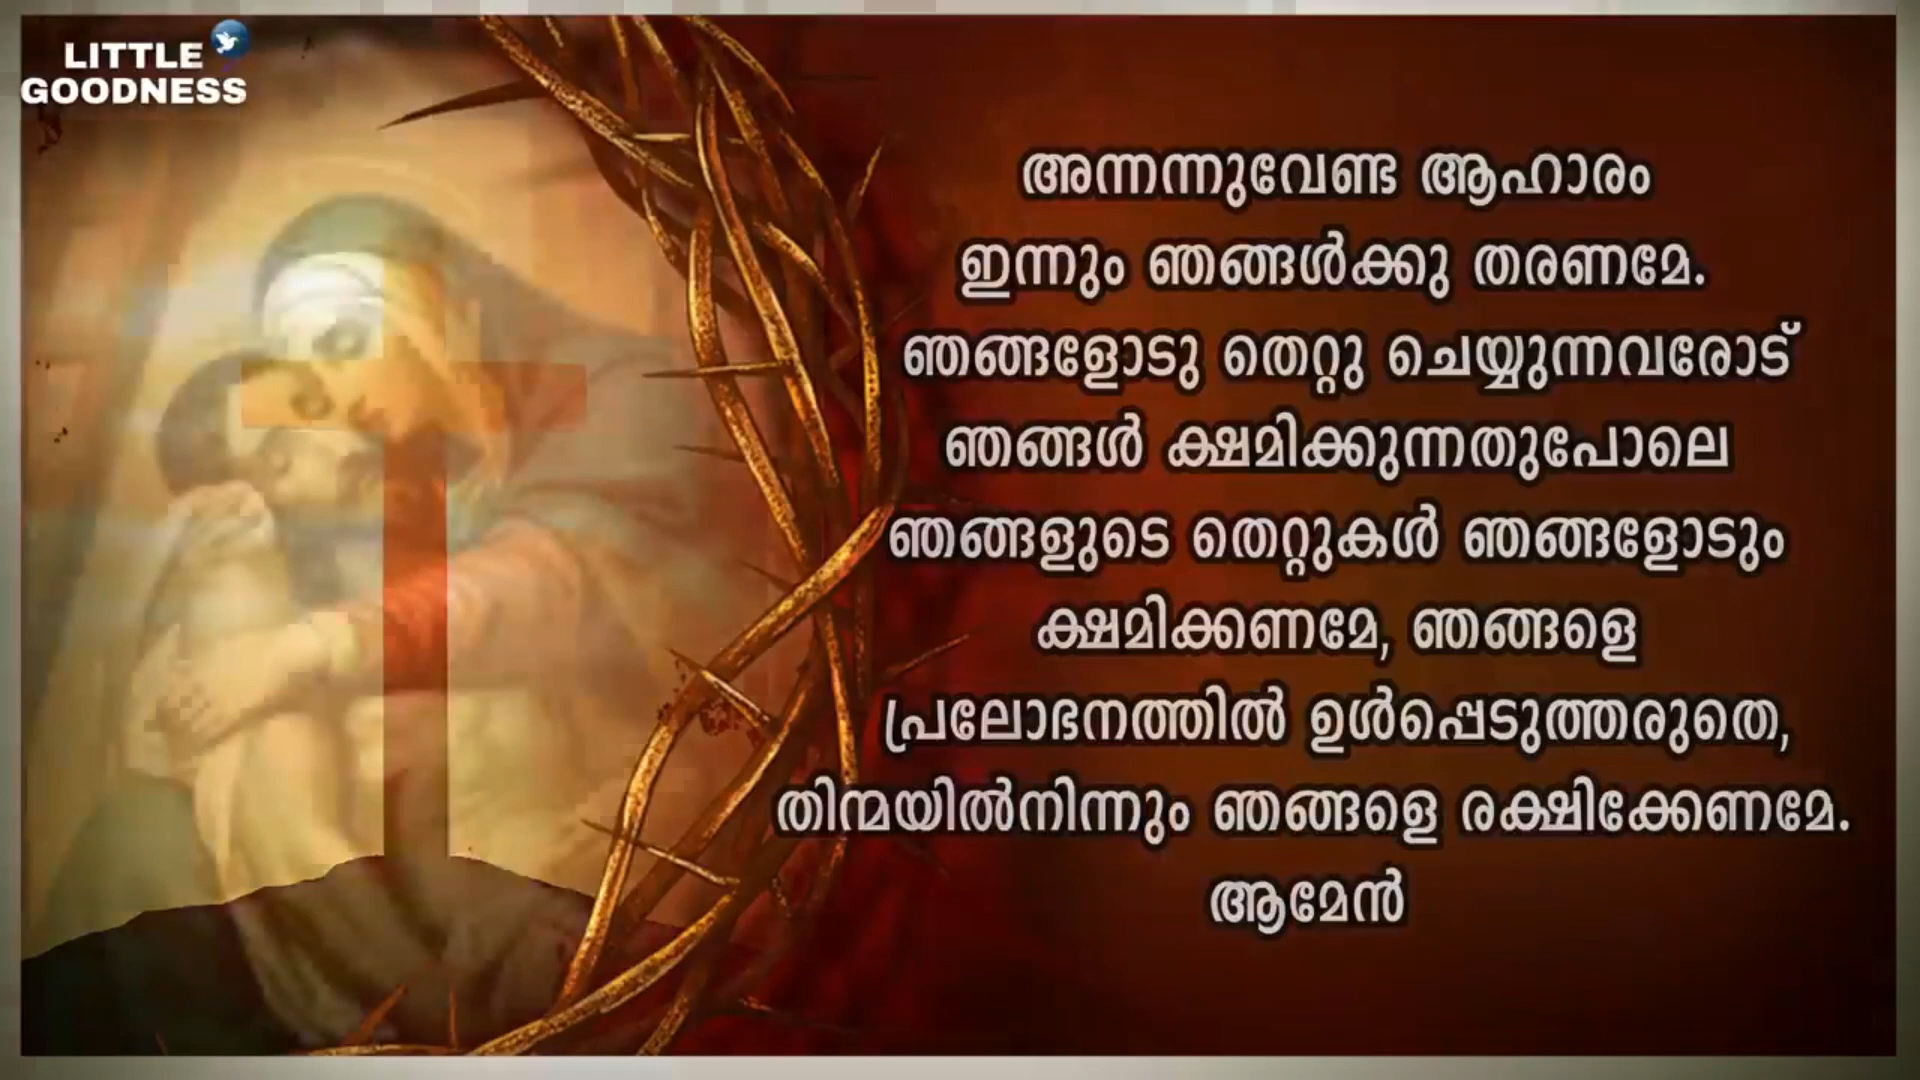 LITTLE
GOODNESS
അന്നന്നുവേണ്ട ആഹാരം
ഇന്നും ഞങ്ങൾക്കു തരണമേ.
ഞങ്ങളോടു തെറ്റു ചെയ്യുന്നവരോട്
ഞങ്ങൾ ക്ഷമിക്കുന്നതുപോലെ
ഞങ്ങളുടെ തെറ്റുകൾ ഞങ്ങളോടും
ക്ഷമിക്കണമേ, ഞങ്ങളെ
പ്രലോഭനത്തിൽ ഉൾപ്പെടുത്തരുതെ,
തിന്മയിൽനിന്നും ഞങ്ങളെ രക്ഷിക്കേണമേ.
ആമേൻ